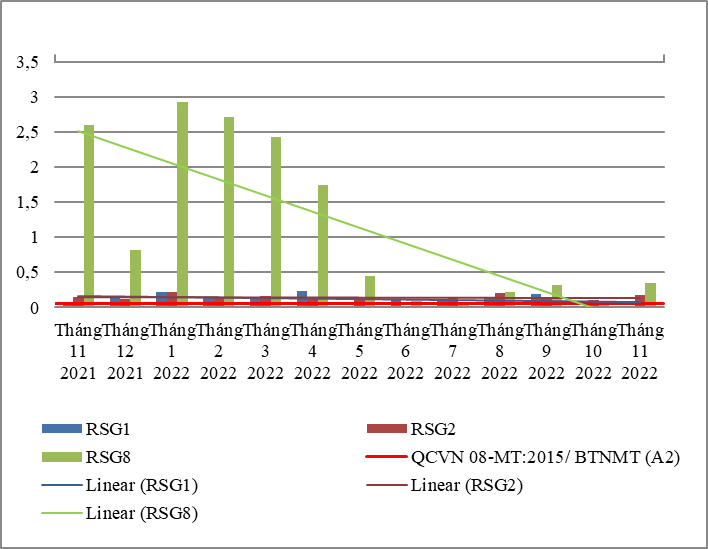 3,5
3
2,5
2
1,5
1
0,5
0
Tháng Tháng Tháng Tháng Tháng Tháng Tháng Tháng Tháng Tháng Tháng Tháng Tháng
11 12 1 2 3 4 5 6 7 8 9 10 11
2021 2021 2022 2022 2022 2022 2022 2022 2022 2022 2022 2022 2022
RSG1 RSG2
RSG8 QCVN 08-MT:2015/ BTNMT (A2)
Linear (RSG1) Linear (RSG2)
Linear (RSG8)